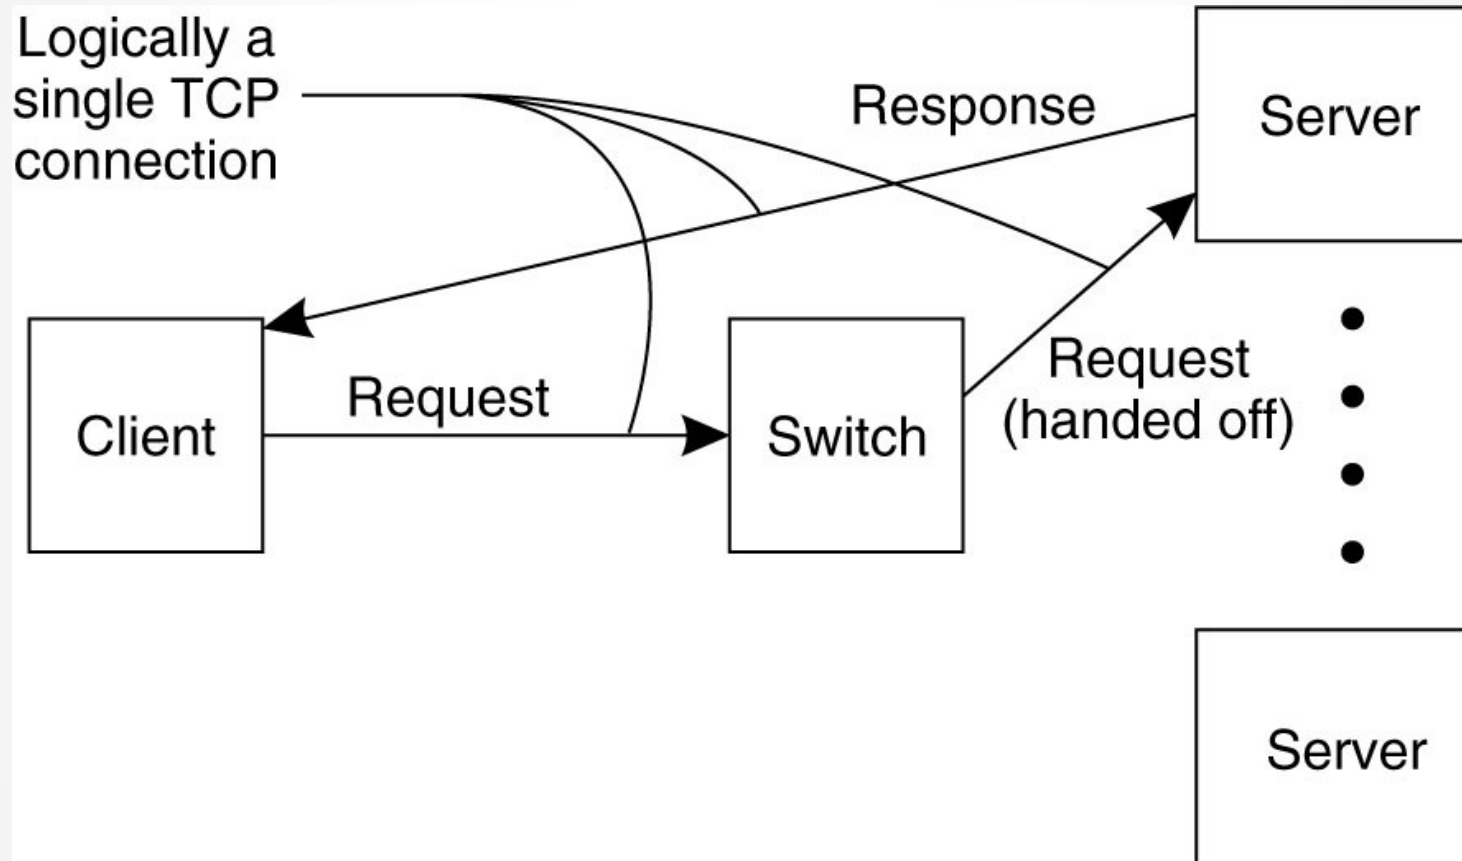 Logically a
single TCP
connection
Response
Server
Client
Request
Switch
Request
(handed off)
Server